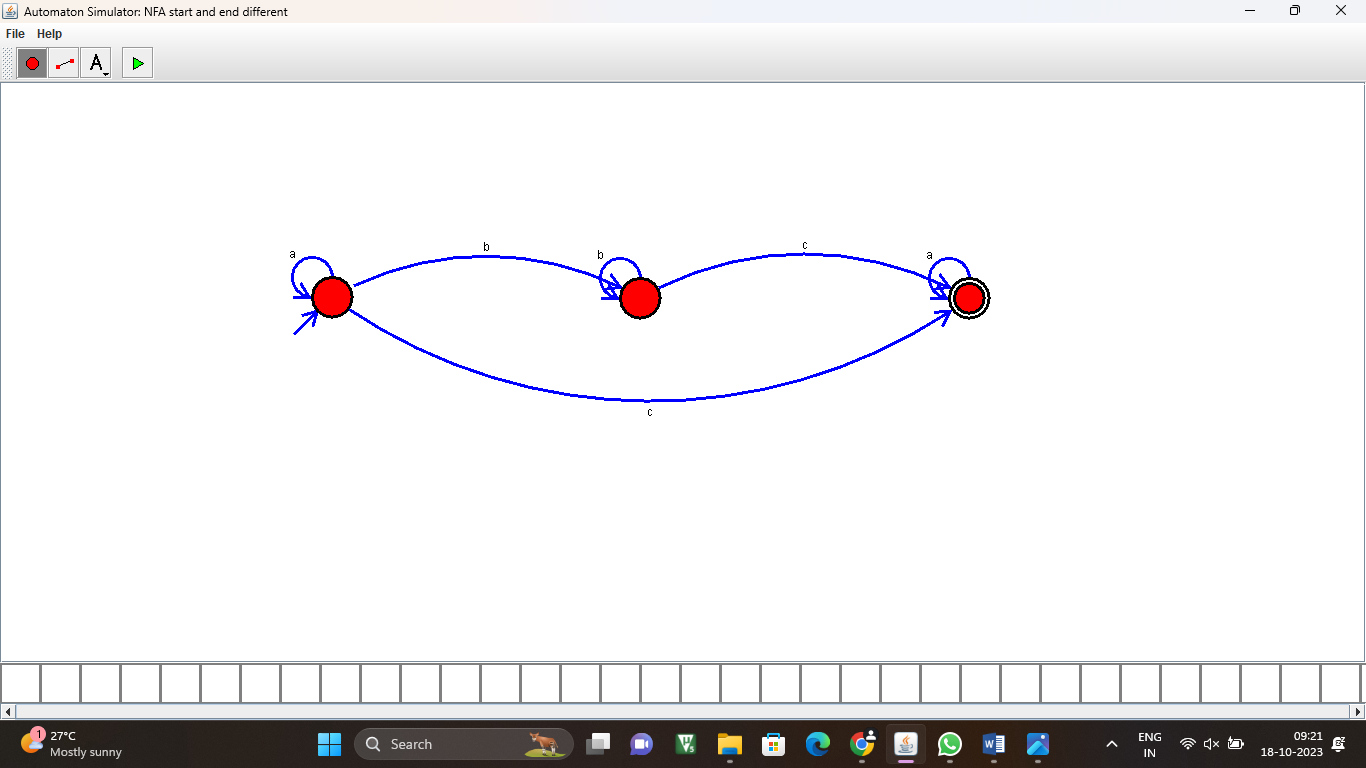 Automaton Simulator: NFA start and end different
File Help
A
a
b
b
c
a
c
1
27°C
Mostly sunny
Search
ENG
IN
09:21
18-10-2023